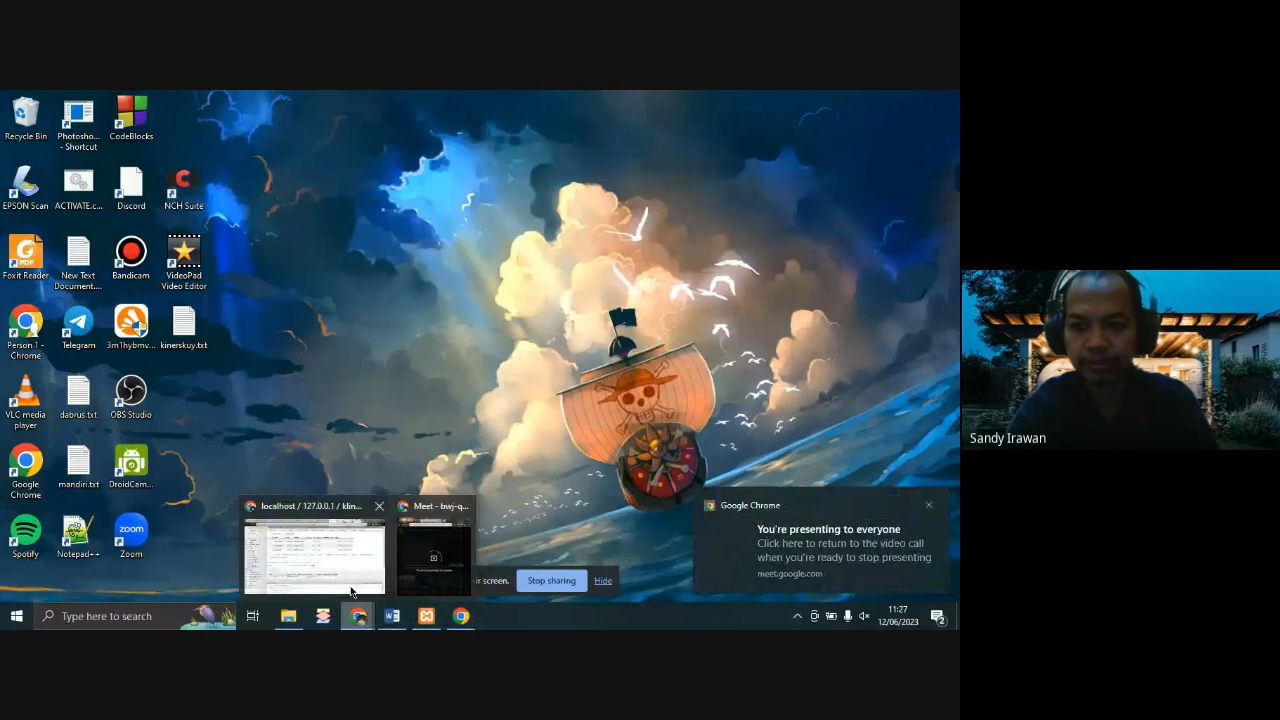 Recycle Bin
Photosho...
- Shortcut
CodeBlocks
EPSON Scan
ACTIVATE.c...
Discord
NCH Suite
Foxit Reader
New Text
Document....
Bandicam
VideoPad
Video Editor
Person 1 -
Chrome
Telegram
3m1hybmv...
kinerskuy.txt
VLC media
player
dabrus.txt
OBS Studio
Google
Chrome
mandiri.txt
DroidCam...
Spotify
Notepad++
zoom
Zoom
localhost / 127.0.0.1 / klin...
Meet - bwj-q...
Google Chrome
You're presenting to everyone
Click here to return to the video call
when you're ready to stop presenting
meet.google.com
r screen.
Stop sharing
Hide
Type here to search
11:27
12/06/2023
2
Sandy Irawan